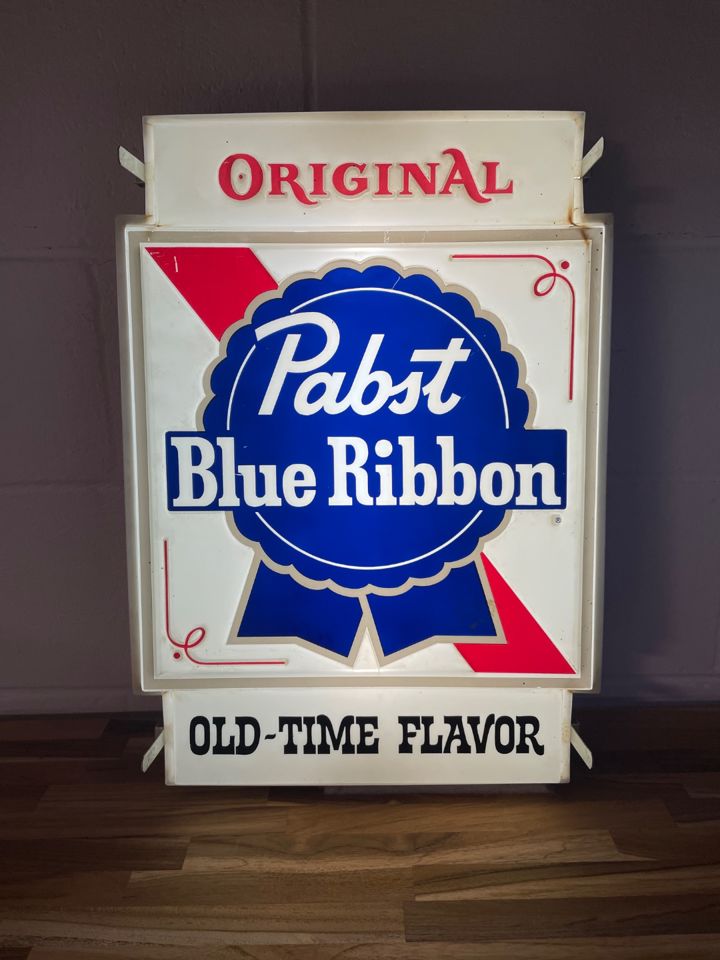 ORIGINAL
Pabst
Blue Ribbon
®
OLD-TIME FLAVOR